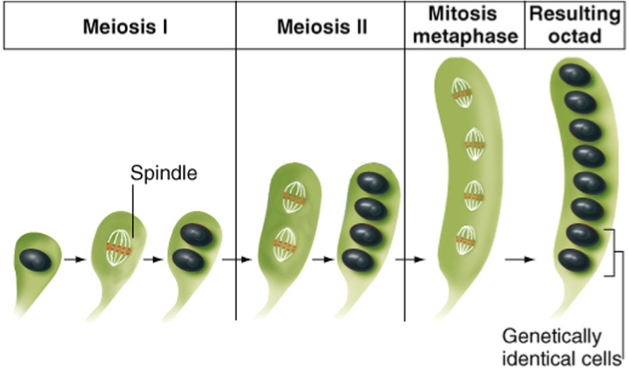 Meiosis I
Meiosis II
Mitosis
metaphase
Resulting
octad
Spindle
Genetically
identical cells